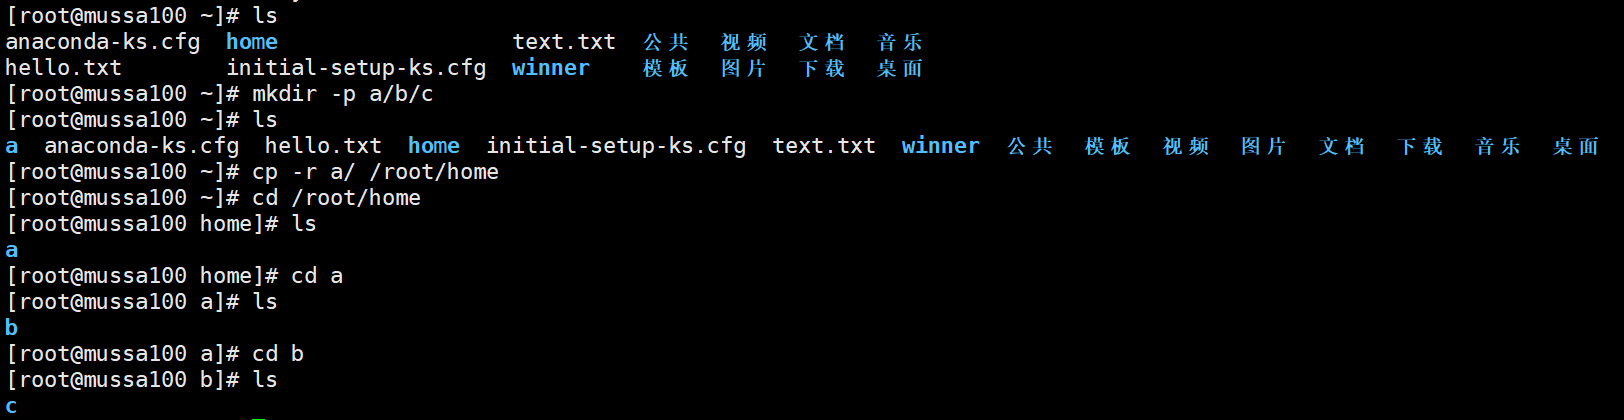 [root@mussa100 ~]# ls
anaconda-ks.cfg  home                  text.txt  公共  视频  文档  音乐
hello.txt        initial-setup-ks.cfg  winner    模板  图片  下载  桌面
[root@mussa100 ~]# mkdir -p a/b/c
[root@mussa100 ~]# ls
a  anaconda-ks.cfg  hello.txt  home  initial-setup-ks.cfg  text.txt  winner  公共  模板  视频  图片  文档  下载  音乐  桌面
[root@mussa100 ~]# cp -r a/ /root/home
[root@mussa100 ~]# cd /root/home
[root@mussa100 home]# ls
a
[root@mussa100 home]# cd a
[root@mussa100 a]# ls
b
[root@mussa100 a]# cd b
[root@mussa100 b]# ls
c